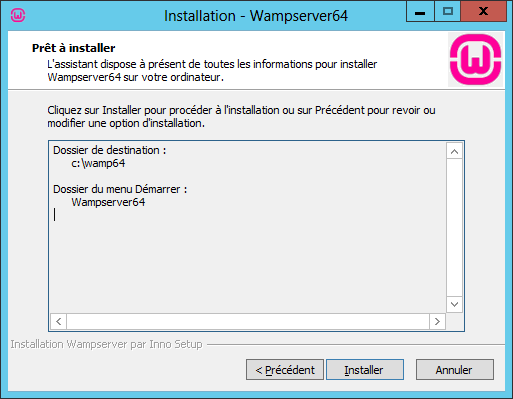 Installation - Wampserver64
Prêt à installer
L'assistant dispose à présent de toutes les informations pour installer
Wampserver64 sur votre ordinateur.
Cliquez sur Installer pour procéder à l'installation ou sur Précédent pour revoir ou
modifier une option d'installation.
Dossier de destination :
c:\wamp64
Dossier du menu Démarrer :
Wampserver64
Installation Wampserver par Inno Setup
< Précédent
Installer
Annuler